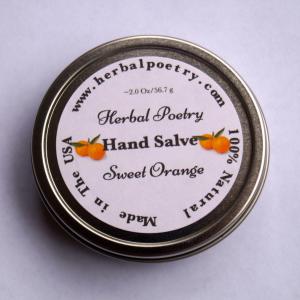 www.herbalpoetry.com
~2.0 Oz/56.7 g
Herbal Poetry
Hand Salve
Sweet Orange
Made in The USA
100% Natural